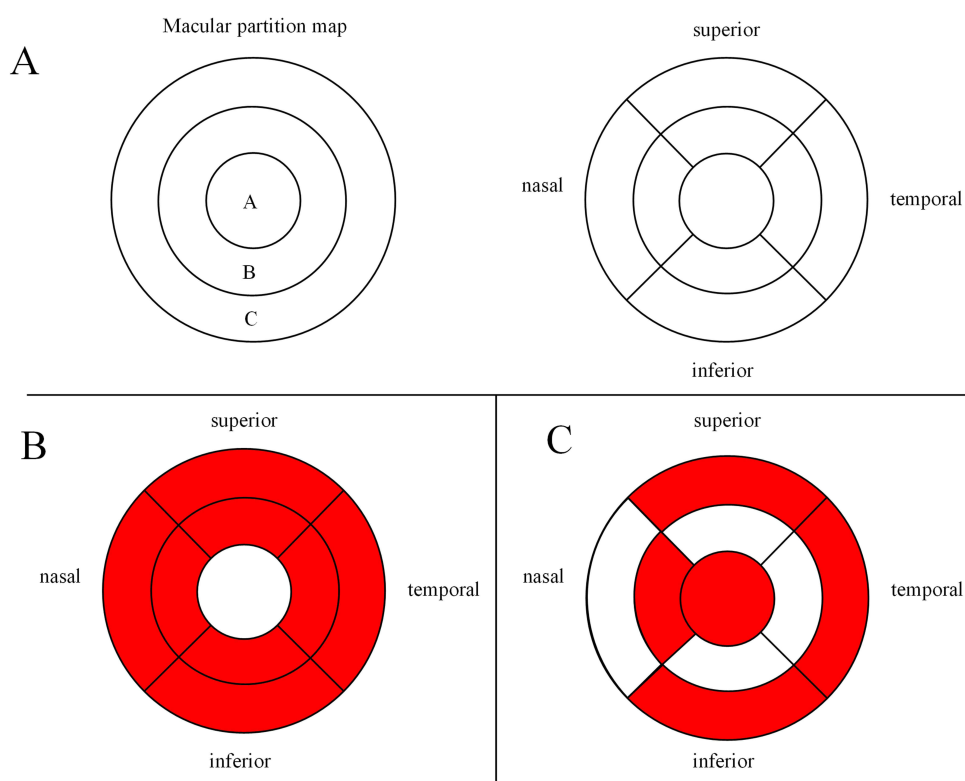 Macular partition map
A
superior
nasal
temporal
A
B
C
inferior
B
superior
nasal
temporal
inferior
C
superior
nasal
temporal
inferior